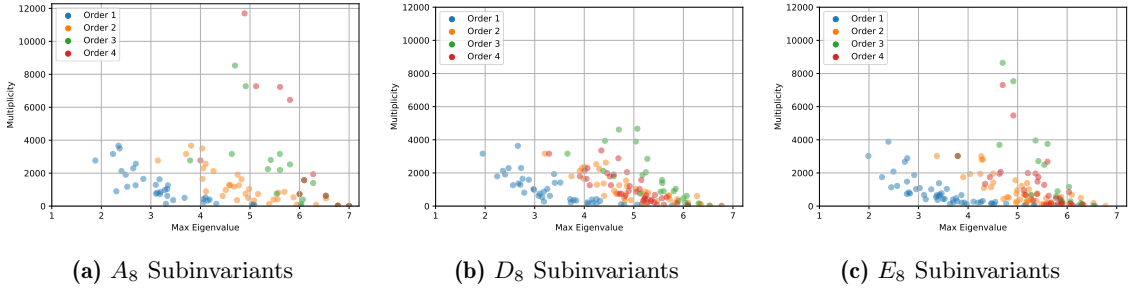 12000
10000
8000
6000
4000
2000
0
Multiplicity
Order 1
Order 2
Order 3
Order 4
1 2 3 4 5 6 7
Max Eigenvalue
(a) A₈ Subinvariants
12000
10000
8000
6000
4000
2000
0
Multiplicity
Order 1
Order 2
Order 3
Order 4
1 2 3 4 5 6 7
Max Eigenvalue
(b) D₈ Subinvariants
12000
10000
8000
6000
4000
2000
0
Multiplicity
Order 1
Order 2
Order 3
Order 4
1 2 3 4 5 6 7
Max Eigenvalue
(c) E₈ Subinvariants